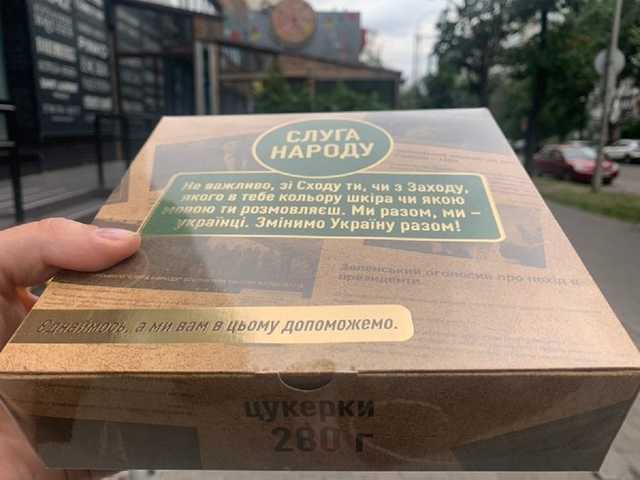 СЛУГА
НАРОДУ
Не важливо, зі Сходу ти, чи з Заходу,
якого в тебе кольору шкіра чи якою
мовою ти розмовляєш. Ми разом, ми –
українці. Змінимо Україну разом!
Зеленський оголосив про похід в
президенти
Єднаймось, а ми вам в цьому допоможемо.
цукерки
280 г